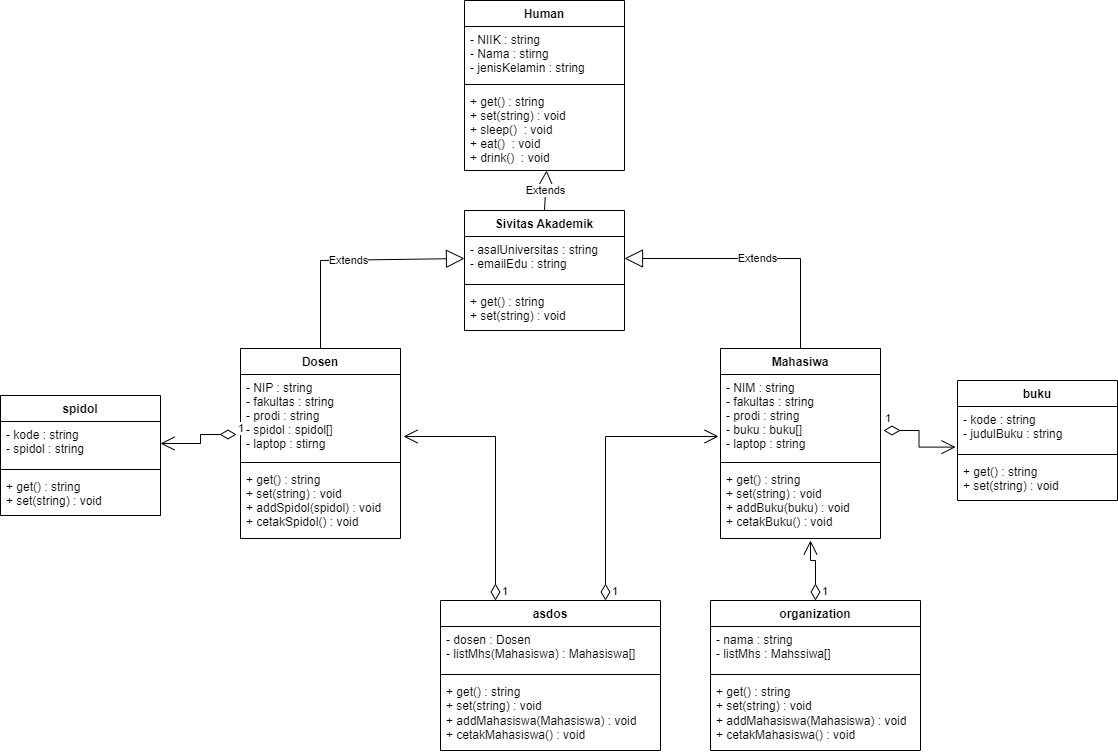 Human
- NIIK : string
- Nama : stirng
- jenisKelamin : string
+ get() : string
+ set(string) : void
+ sleep()  : void
+ eat()  : void
+ drink()  : void
Extends
Sivitas Akademik
- asalUniversitas : string
- emailEdu : string
+ get() : string
+ set(string) : void
Extends
Extends
Dosen
- NIP : string
- fakultas : string
- prodi : string
- spidol : spidol[]
- laptop : stirng
+ get() : string
+ set(string) : void
+ addSpidol(spidol) : void
+ cetakSpidol() : void
Mahasiwa
- NIM : string
- fakultas : string
- prodi : string
- buku : buku[]
- laptop : string
+ get() : string
+ set(string) : void
+ addBuku(buku) : void
+ cetakBuku() : void
spidol
- kode : string
- spidol : string
+ get() : string
+ set(string) : void
1
buku
- kode : string
- judulBuku : string
+ get() : string
+ set(string) : void
1
1
1
1
asdos
- dosen : Dosen
- listMhs(Mahasiswa) : Mahasiswa[]
+ get() : string
+ set(string) : void
+ addMahasiswa(Mahasiswa) : void
+ cetakMahasiswa() : void
organization
- nama : string
- listMhs : Mahssiwa[]
+ get() : string
+ set(string) : void
+ addMahasiswa(Mahasiswa) : void
+ cetakMahasiswa() : void